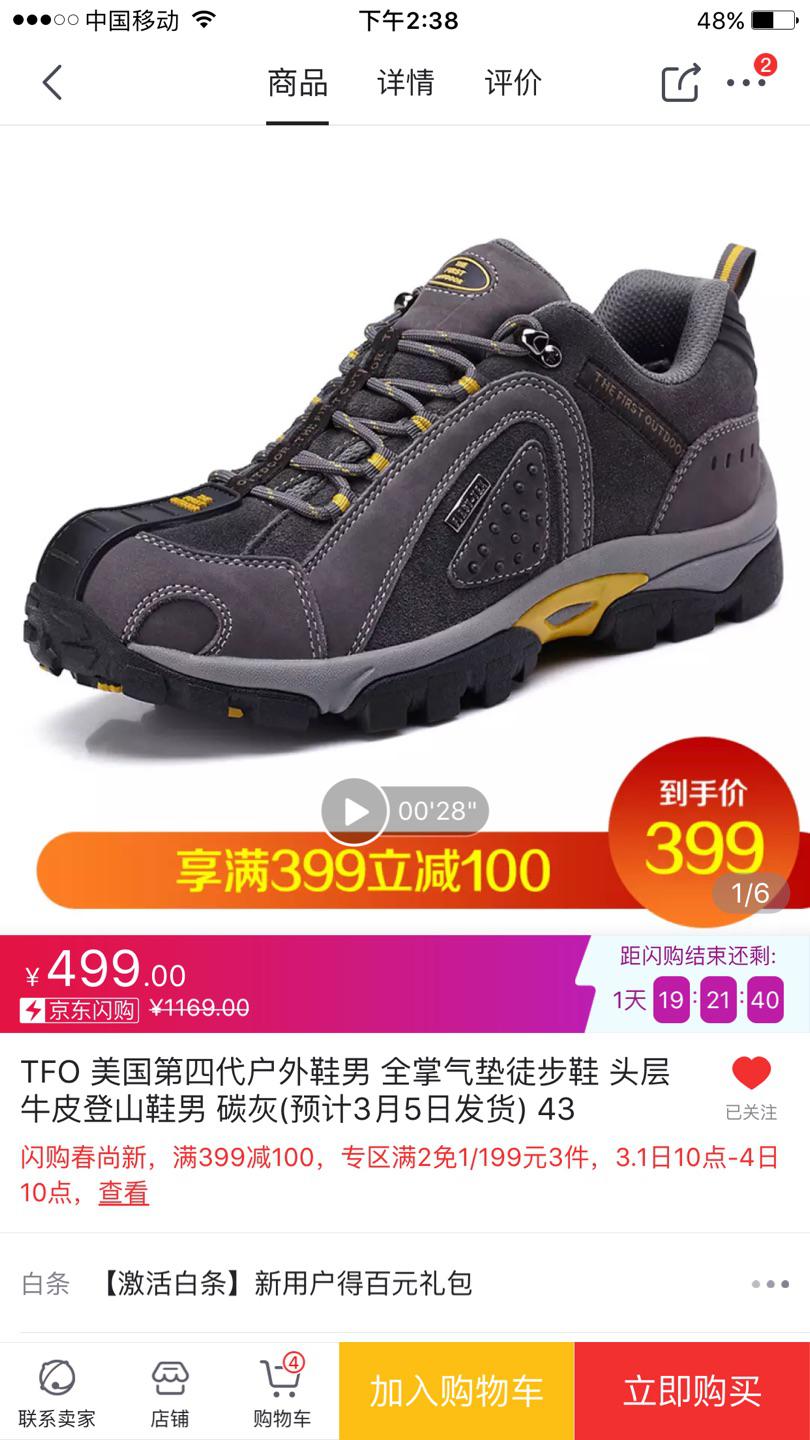 中国移动
下午2:38
48%
商品
详情
评价
2
THE
FIRST
OUTDOOR
THE FIRST OUTDOO
享满399立减100
00'28"
到手价
399
1/6
¥499.00
京东闪购 ¥1169.00
距闪购结束还剩:
1天 19:21:40
TFO 美国第四代户外鞋男 全掌气垫徒步鞋 头层
牛皮登山鞋男 碳灰(预计3月5日发货) 43
已关注
闪购春尚新，满399减100，专区满2免1/199元3件，3.1日10点-4日
10点，查看
白条 【激活白条】新用户得百元礼包
4
联系卖家
店铺
购物车
加入购物车
立即购买